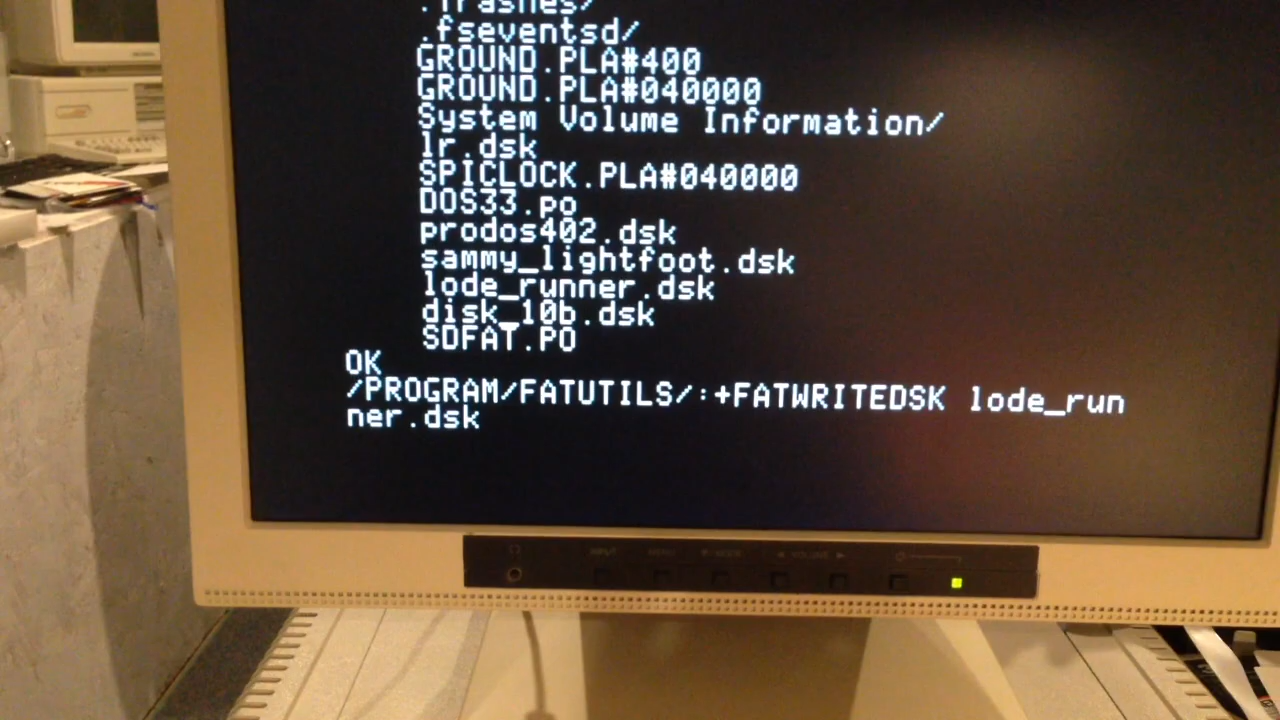 .Trashes/
.fseventsd/
GROUND.PLA#400
GROUND.PLA#040000
System Volume Information/
lr.dsk
SPICLOCK.PLA#040000
DOS33.po
prodos402.dsk
sammy_lightfoot.dsk
lode_runner.dsk
disk_10b.dsk
SDFAT.PO
OK
/PROGRAM/FATUTILS/:+FATWRITEDSK lode_run
ner.dsk